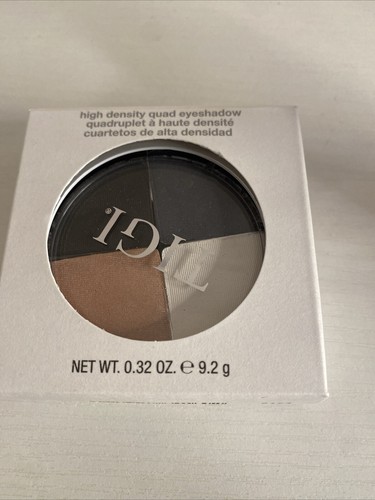 high density quad eyeshadow
quadruplet à haute densité
cuartetos de alta densidad
TIGI®
NET WT. 0.32 OZ. ℮ 9.2 g